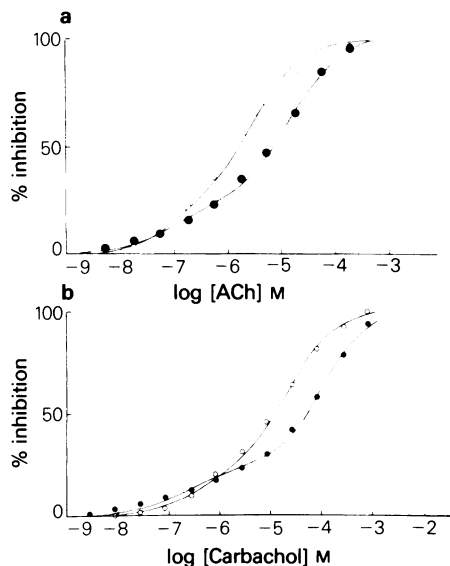 a
100
50
0
% inhibition
-9 -8 -7 -6 -5 -4 -3
log [ACh] M
b
100
50
0
% inhibition
-9 -8 -7 -6 -5 -4 -3 -2
log [Carbachol] M